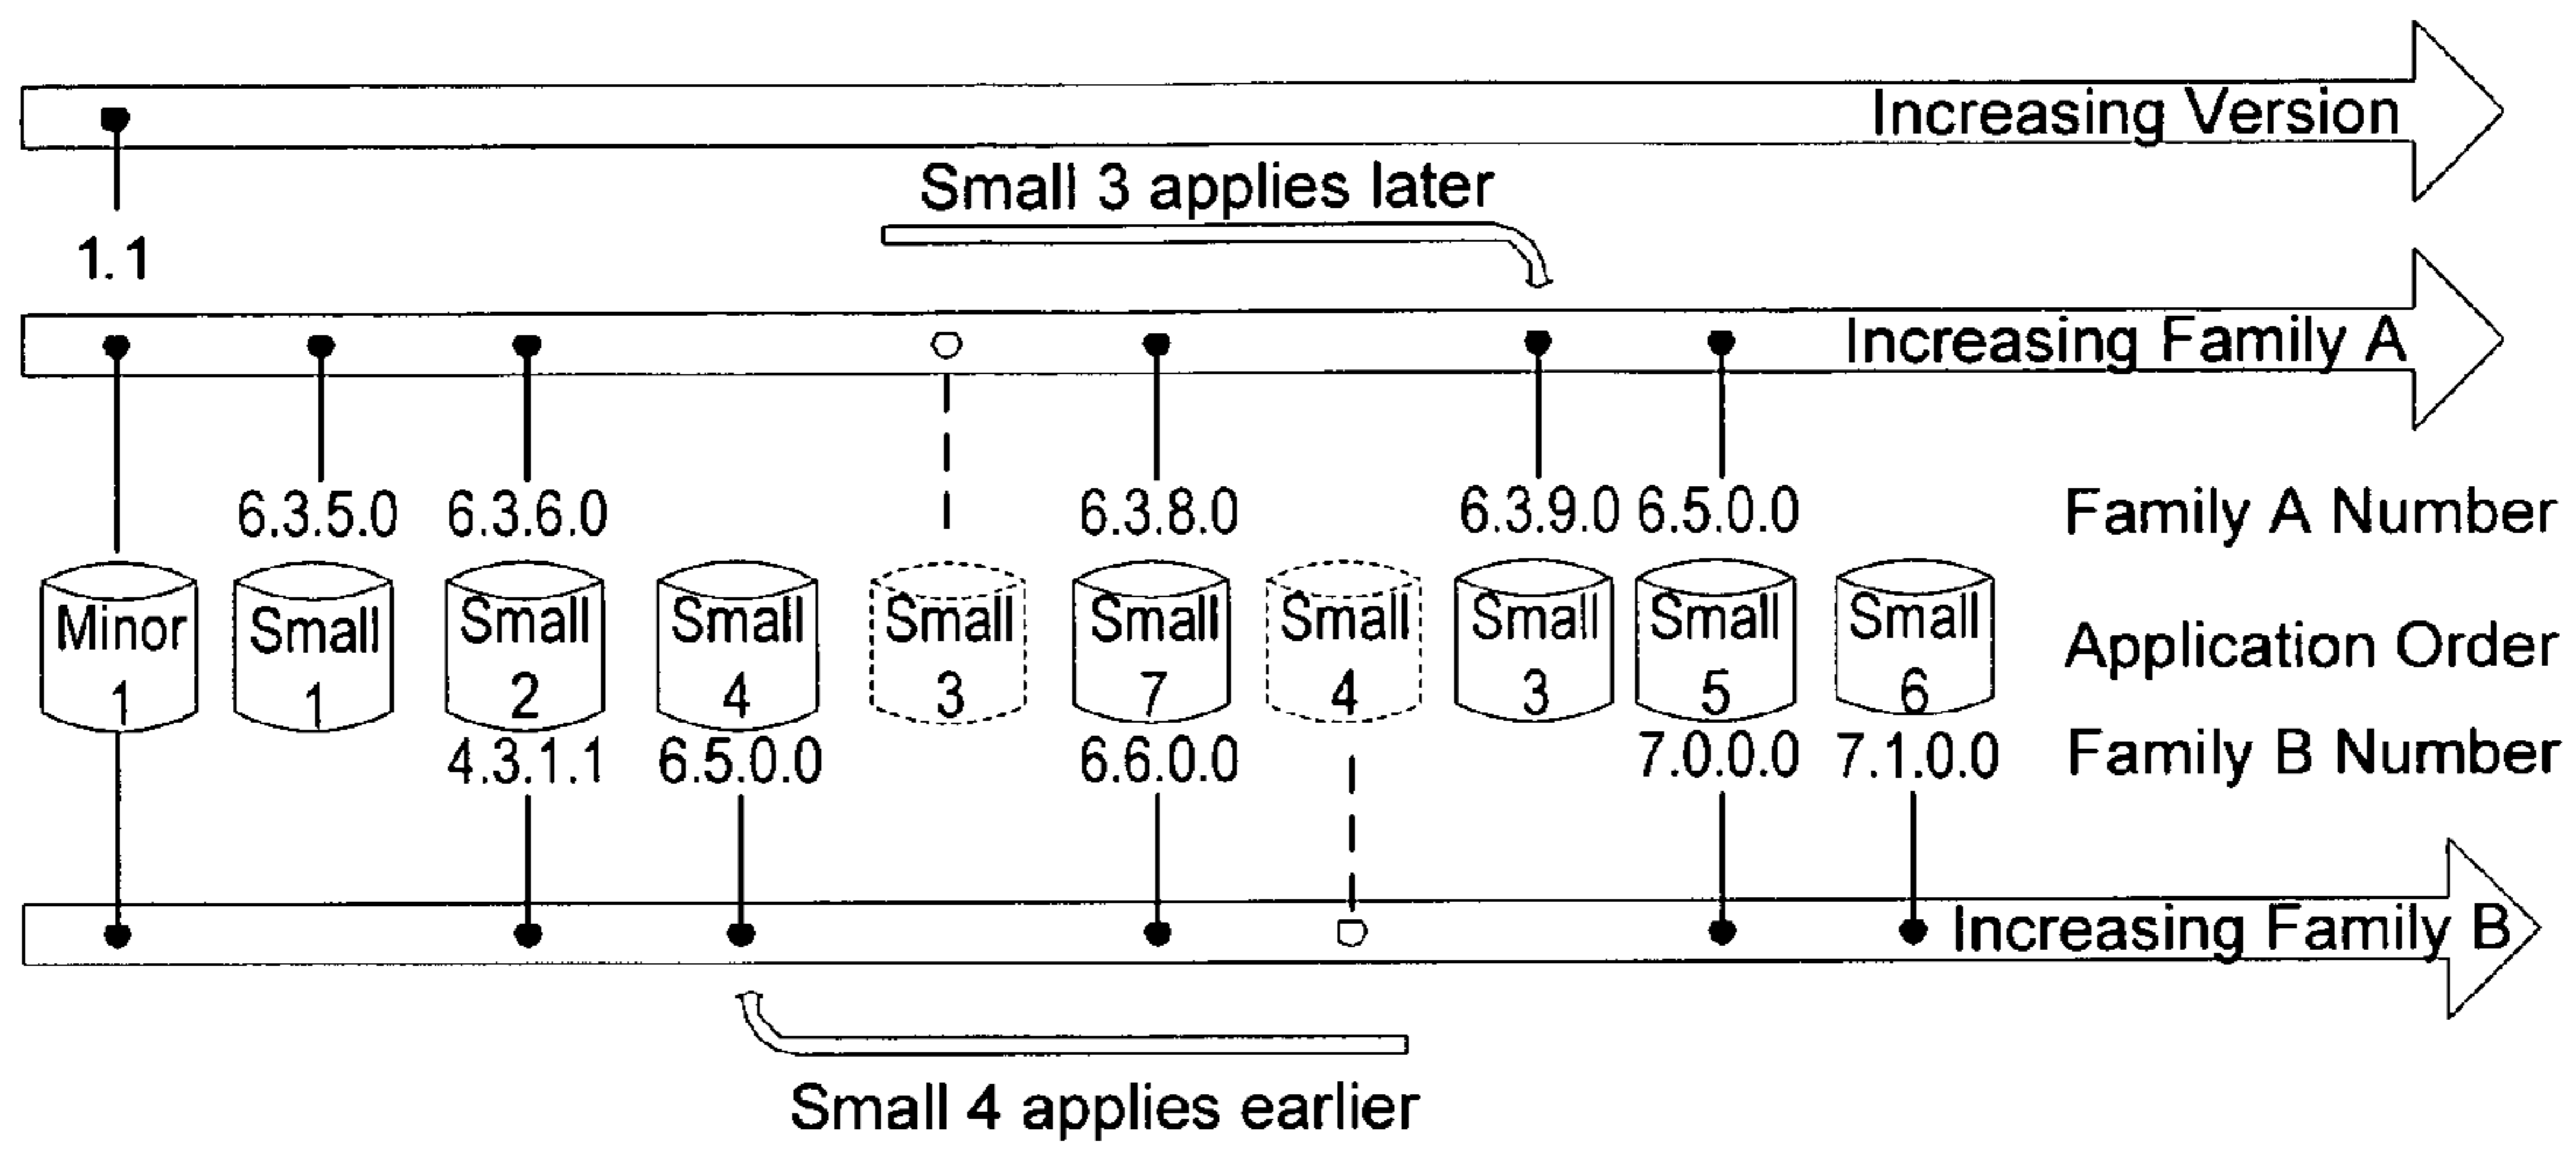 Increasing Version
Small 3 applies later
1.1
Increasing Family A
6.3.5.0 6.3.6.0 6.3.8.0 6.3.9.0 6.5.0.0 Family A Number
Minor Small Small Small Small Small Small Small Small Small Application Order
1 1 2 4 3 7 4 3 5 6
4.3.1.1 6.5.0.0 6.6.0.0 7.0.0.0 7.1.0.0 Family B Number
Increasing Family B
Small 4 applies earlier